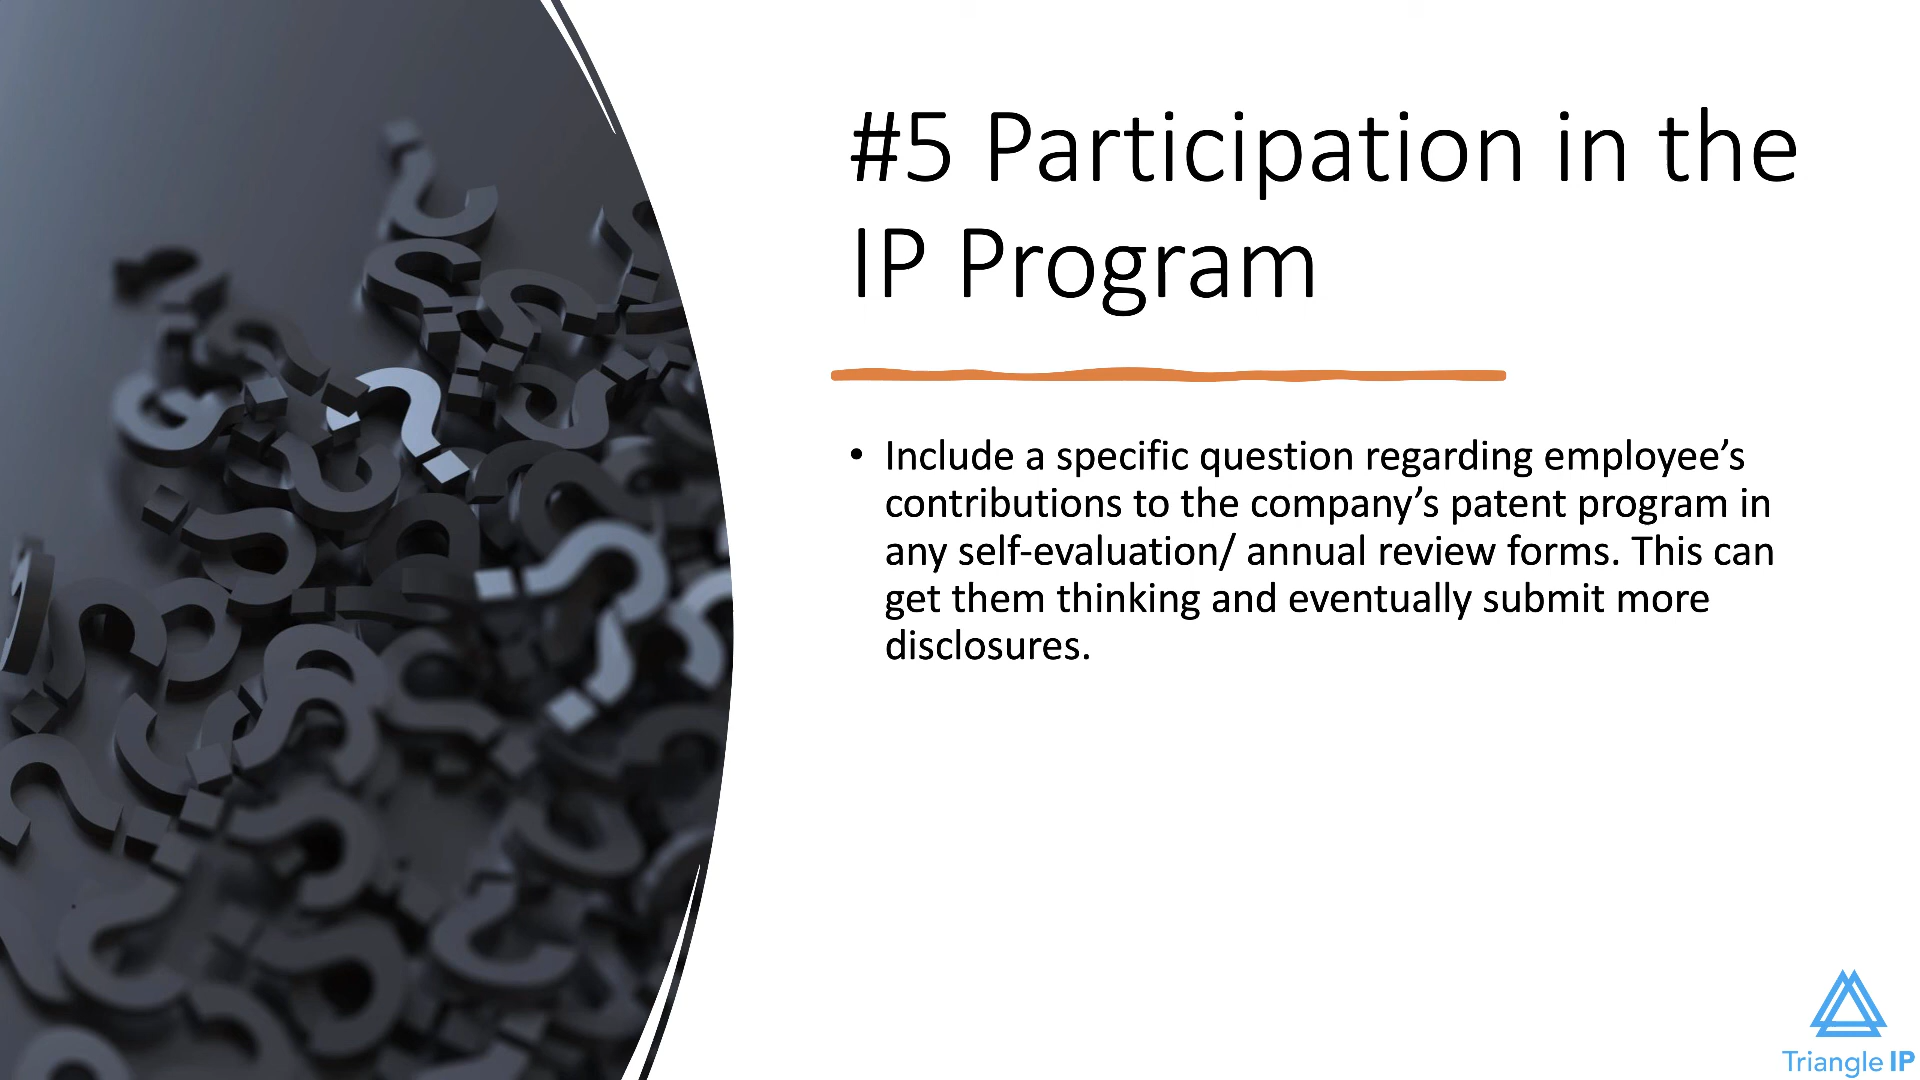 #5 Participation in the
IP Program
• Include a specific question regarding employee’s
contributions to the company’s patent program in
any self-evaluation/ annual review forms. This can
get them thinking and eventually submit more
disclosures.
Triangle IP